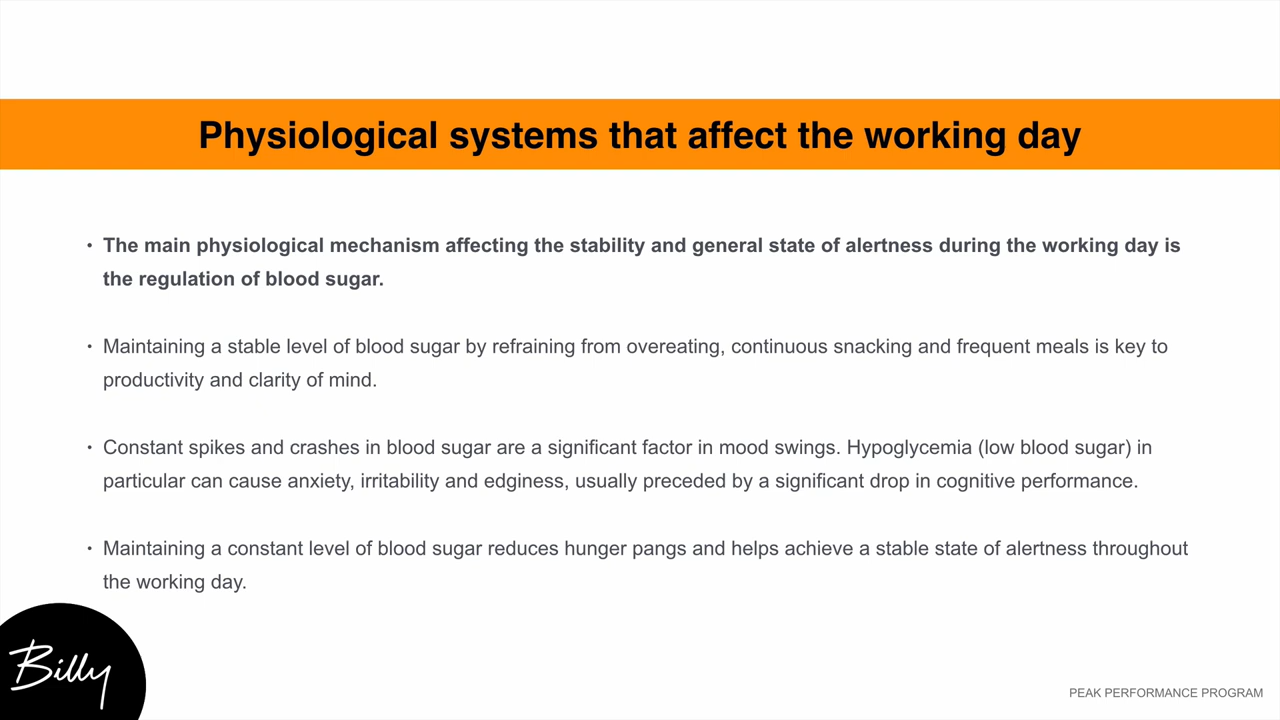 Physiological systems that affect the working day
• The main physiological mechanism affecting the stability and general state of alertness during the working day is
the regulation of blood sugar.
• Maintaining a stable level of blood sugar by refraining from overeating, continuous snacking and frequent meals is key to
productivity and clarity of mind.
• Constant spikes and crashes in blood sugar are a significant factor in mood swings. Hypoglycemia (low blood sugar) in
particular can cause anxiety, irritability and edginess, usually preceded by a significant drop in cognitive performance.
• Maintaining a constant level of blood sugar reduces hunger pangs and helps achieve a stable state of alertness throughout
the working day.
Billy
PEAK PERFORMANCE PROGRAM